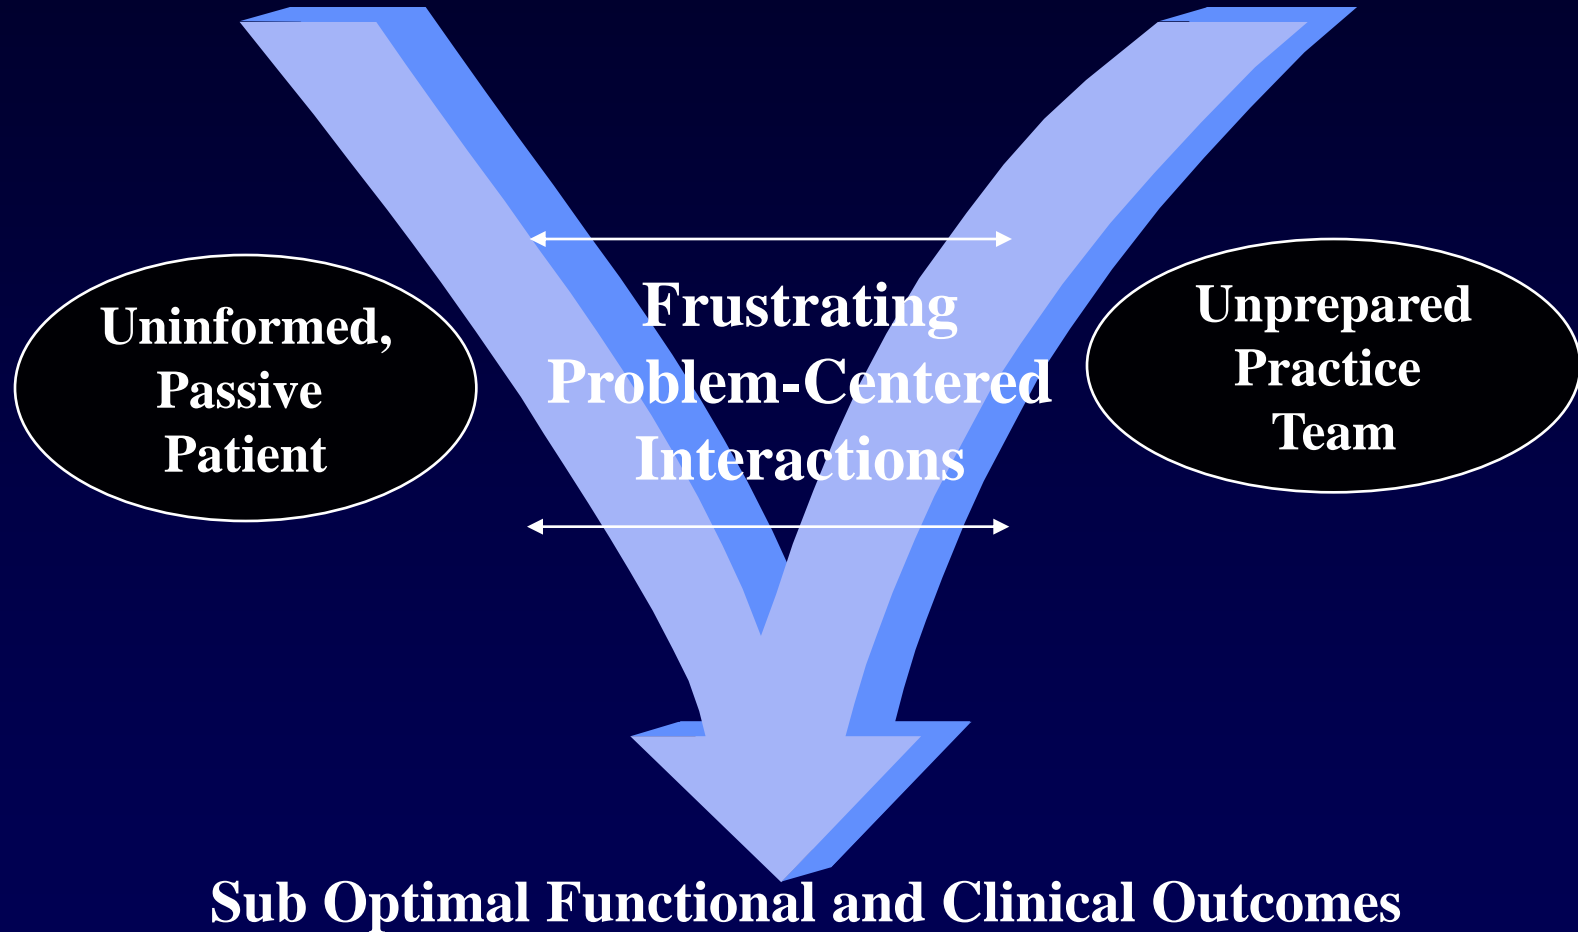 Uninformed,
Passive
Patient
Frustrating
Problem-Centered
Interactions
Unprepared
Practice
Team
Sub Optimal Functional and Clinical Outcomes